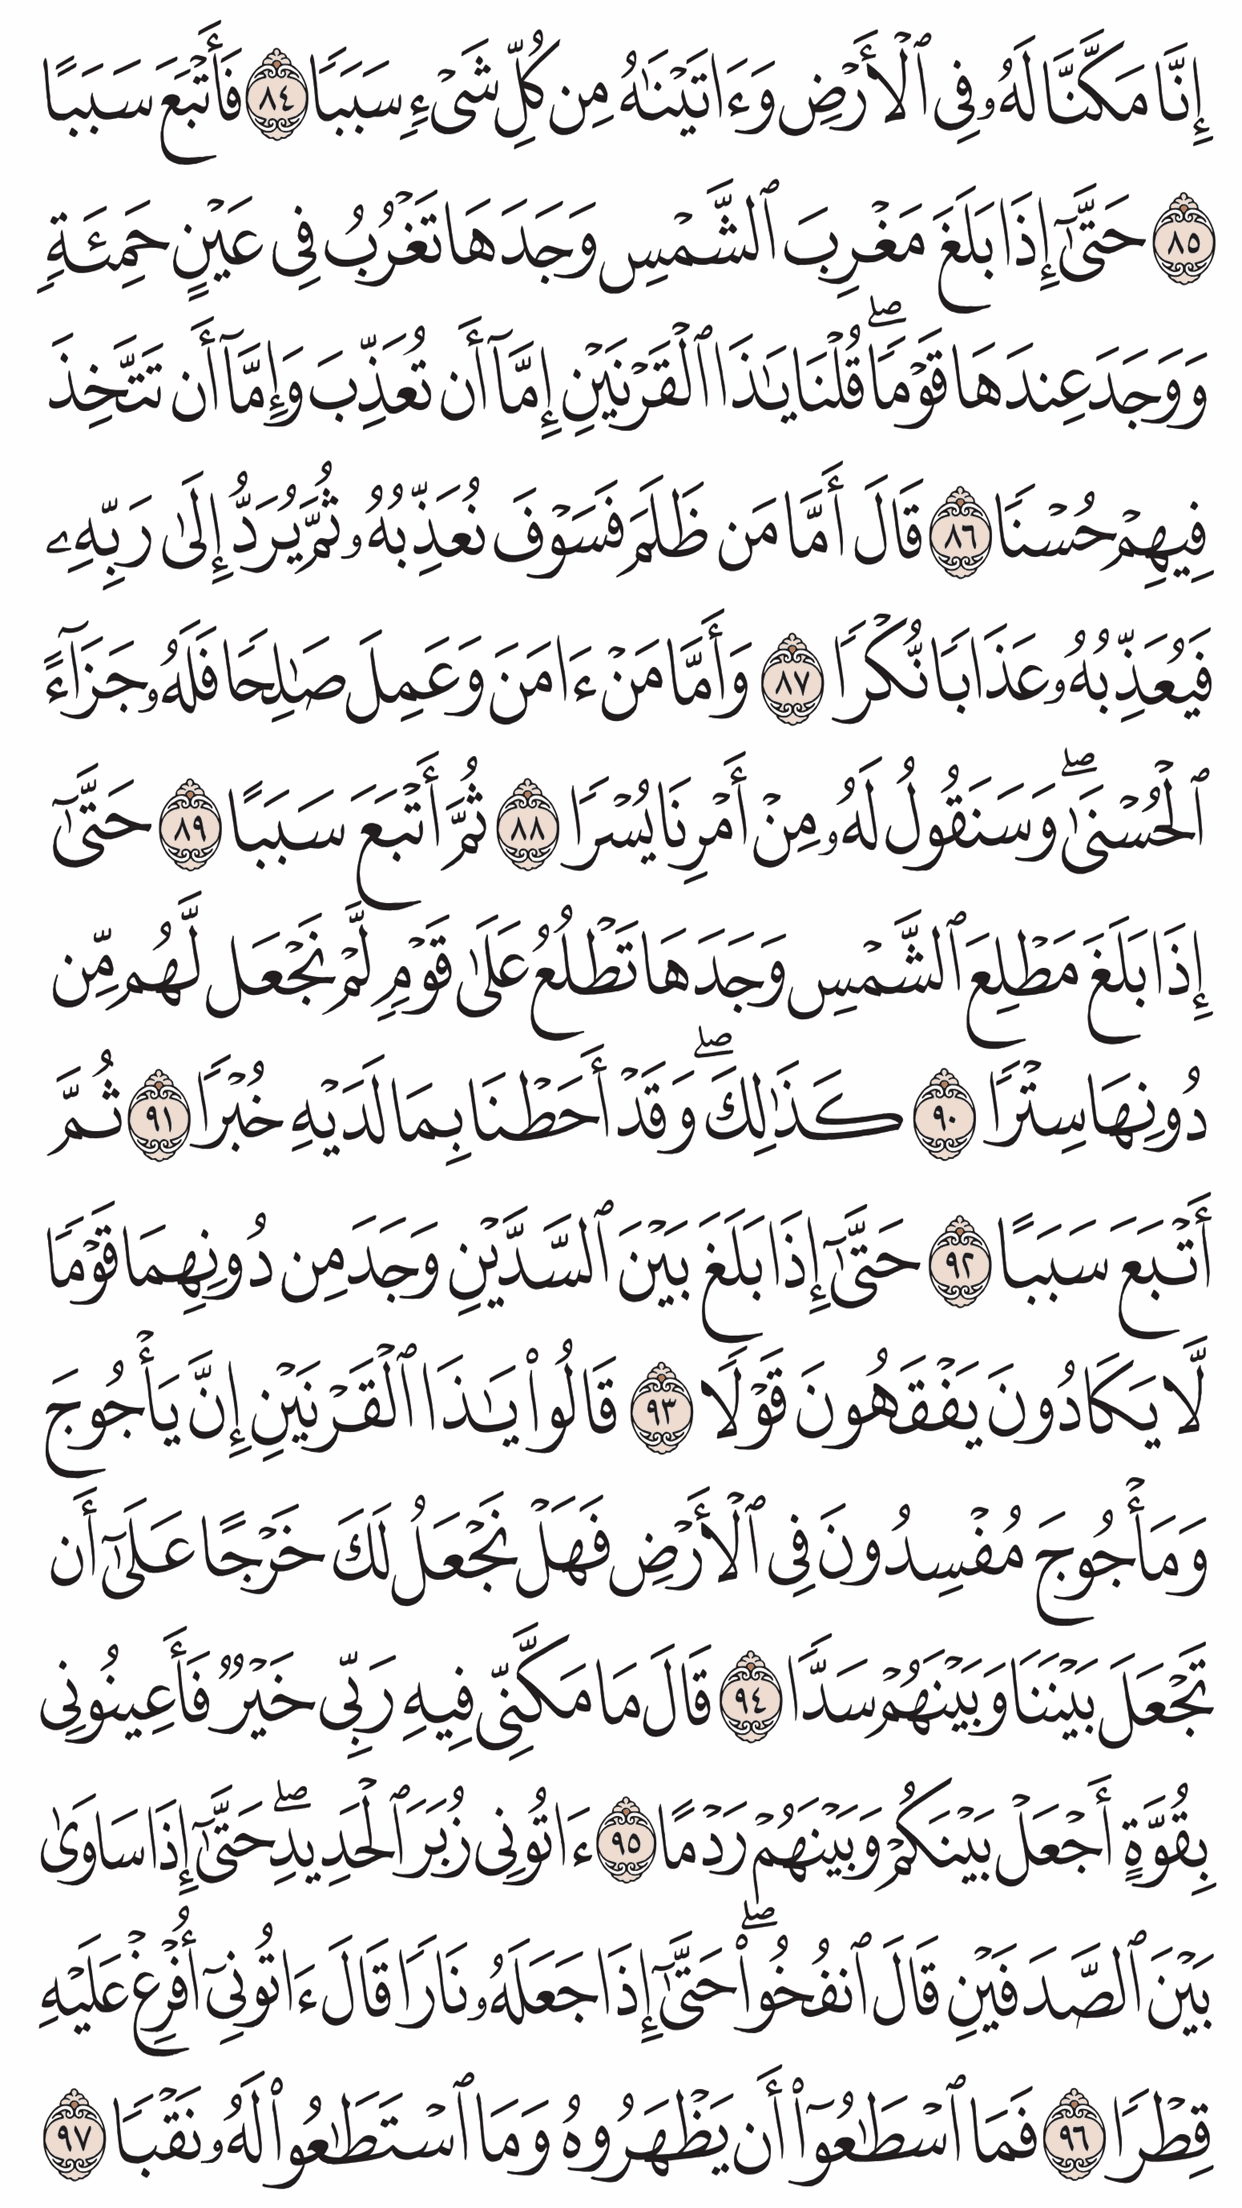 إِنَّا مَكَّنَّا لَهُۥ فِى ٱلْأَرْضِ وَءَاتَيْنَٰهُ مِن كُلِّ شَىْءٍ سَبَبًا ٨٤ فَأَتْبَعَ سَبَبًا
٨٥ حَتَّىٰٓ إِذَا بَلَغَ مَغْرِبَ ٱلشَّمْسِ وَجَدَهَا تَغْرُبُ فِى عَيْنٍ حَمِئَةٍ
وَوَجَدَ عِندَهَا قَوْمًا ۖ قُلْنَا يَٰذَا ٱلْقَرْنَيْنِ إِمَّآ أَن تُعَذِّبَ وَإِمَّآ أَن تَتَّخِذَ
فِيهِمْ حُسْنًا ٨٦ قَالَ أَمَّا مَن ظَلَمَ فَسَوْفَ نُعَذِّبُهُۥ ثُمَّ يُرَدُّ إِلَىٰ رَبِّهِۦ
فَيُعَذِّبُهُۥ عَذَابًا نُّكْرًا ٨٧ وَأَمَّا مَنْ ءَامَنَ وَعَمِلَ صَٰلِحًا فَلَهُۥ جَزَآءً
ٱلْحُسْنَىٰ ۖ وَسَنَقُولُ لَهُۥ مِنْ أَمْرِنَا يُسْرًا ٨٨ ثُمَّ أَتْبَعَ سَبَبًا ٨٩ حَتَّىٰٓ
إِذَا بَلَغَ مَطْلِعَ ٱلشَّمْسِ وَجَدَهَا تَطْلُعُ عَلَىٰ قَوْمٍ لَّمْ نَجْعَل لَّهُم مِّن
دُونِهَا سِتْرًا ٩٠ كَذَٰلِكَ ۖ وَقَدْ أَحَطْنَا بِمَا لَدَيْهِ خُبْرًا ٩١ ثُمَّ
أَتْبَعَ سَبَبًا ٩٢ حَتَّىٰٓ إِذَا بَلَغَ بَيْنَ ٱلسَّدَّيْنِ وَجَدَ مِن دُونِهِمَا قَوْمًا
لَّا يَكَادُونَ يَفْقَهُونَ قَوْلًا ٩٣ قَالُوا۟ يَٰذَا ٱلْقَرْنَيْنِ إِنَّ يَأْجُوجَ
وَمَأْجُوجَ مُفْسِدُونَ فِى ٱلْأَرْضِ فَهَلْ نَجْعَلُ لَكَ خَرْجًا عَلَىٰٓ أَن
تَجْعَلَ بَيْنَنَا وَبَيْنَهُمْ سَدًّا ٩٤ قَالَ مَا مَكَّنِّى فِيهِ رَبِّى خَيْرٌ فَأَعِينُونِى
بِقُوَّةٍ أَجْعَلْ بَيْنَكُمْ وَبَيْنَهُمْ رَدْمًا ٩٥ ءَاتُونِى زُبَرَ ٱلْحَدِيدِ ۖ حَتَّىٰٓ إِذَا سَاوَىٰ
بَيْنَ ٱلصَّدَفَيْنِ قَالَ ٱنفُخُوا۟ ۖ حَتَّىٰٓ إِذَا جَعَلَهُۥ نَارًا قَالَ ءَاتُونِىٓ أُفْرِغْ عَلَيْهِ
قِطْرًا ٩٦ فَمَا ٱسْطَٰعُوٓا۟ أَن يَظْهَرُوهُ وَمَا ٱسْتَطَٰعُوا۟ لَهُۥ نَقْبًا ٩٧